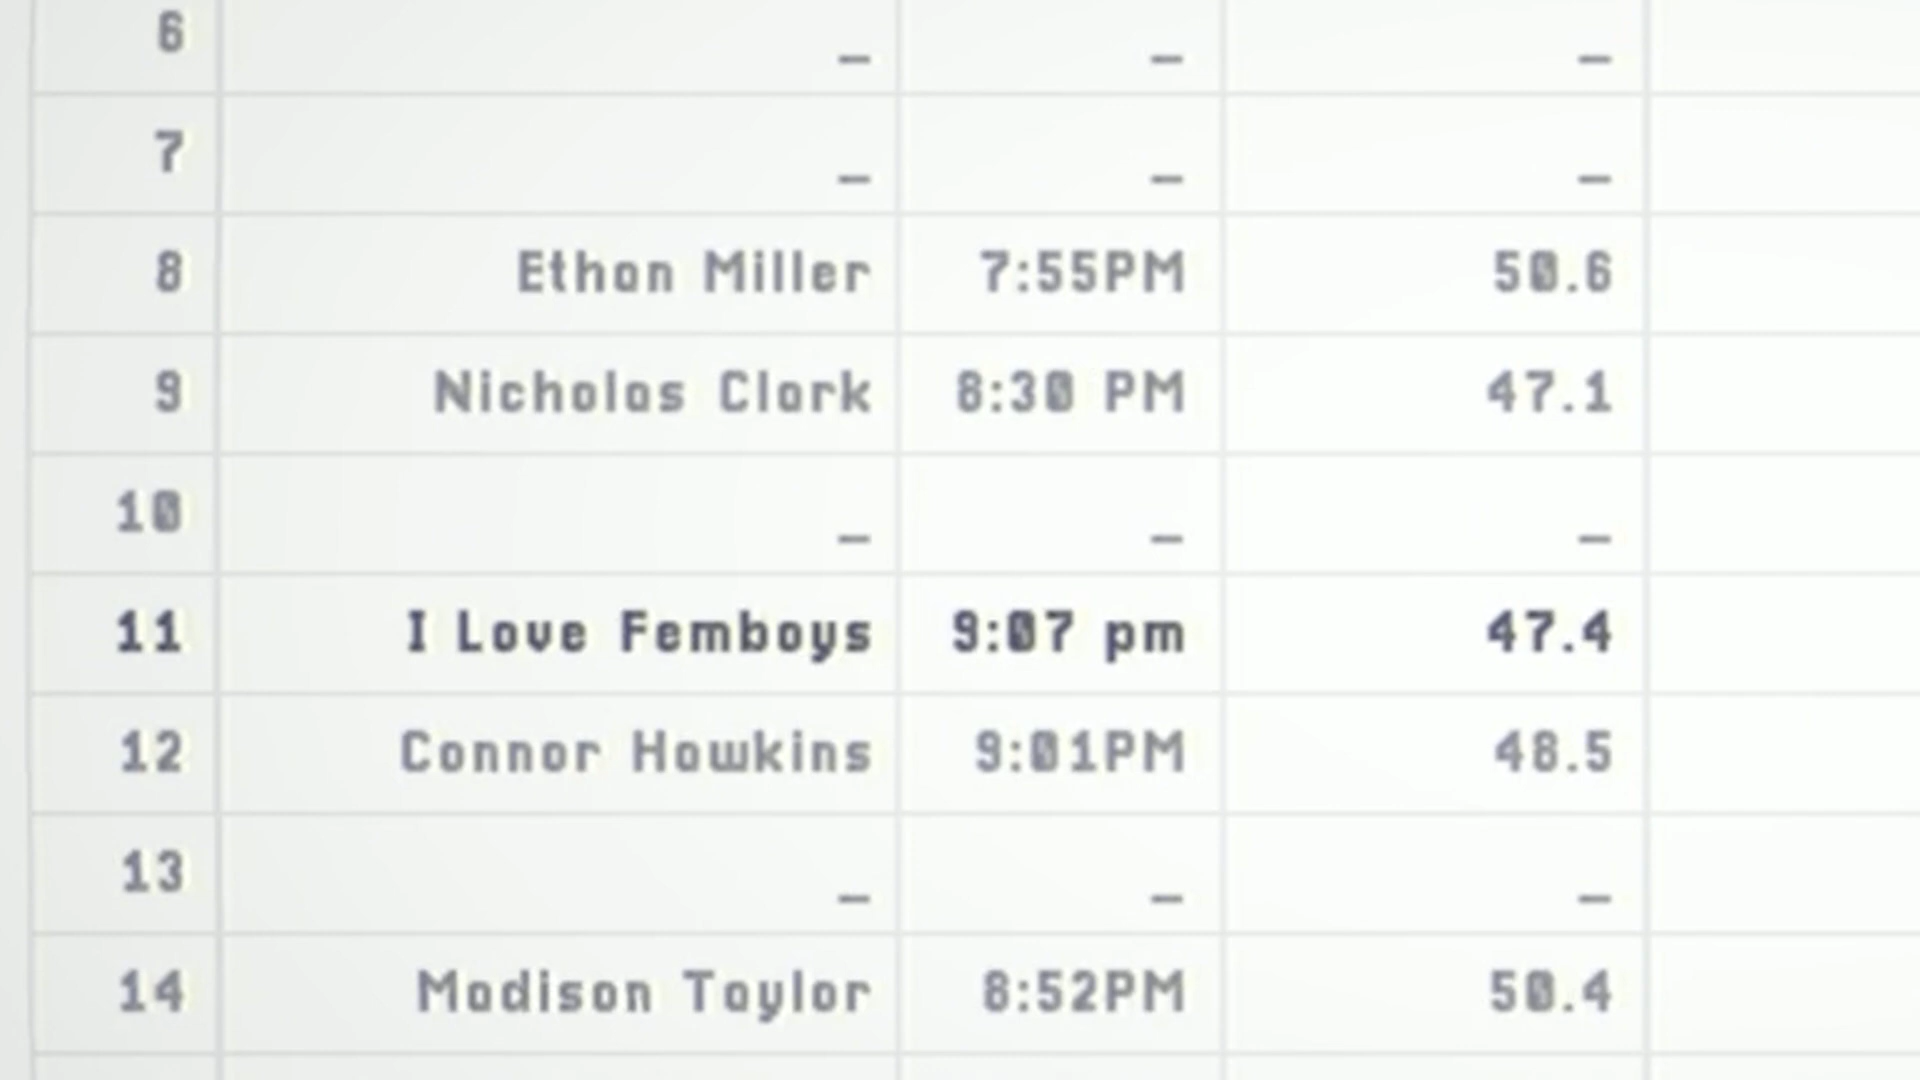 6 _ _ _
7 _ _ _
8 Ethan Miller 7:55PM 50.6
9 Nicholas Clark 8:30 PM 47.1
10 _ _ _
11 I Love Femboys 9:07 pm 47.4
12 Connor Hawkins 9:01PM 48.5
13 _ _ _
14 Madison Taylor 8:52PM 50.4